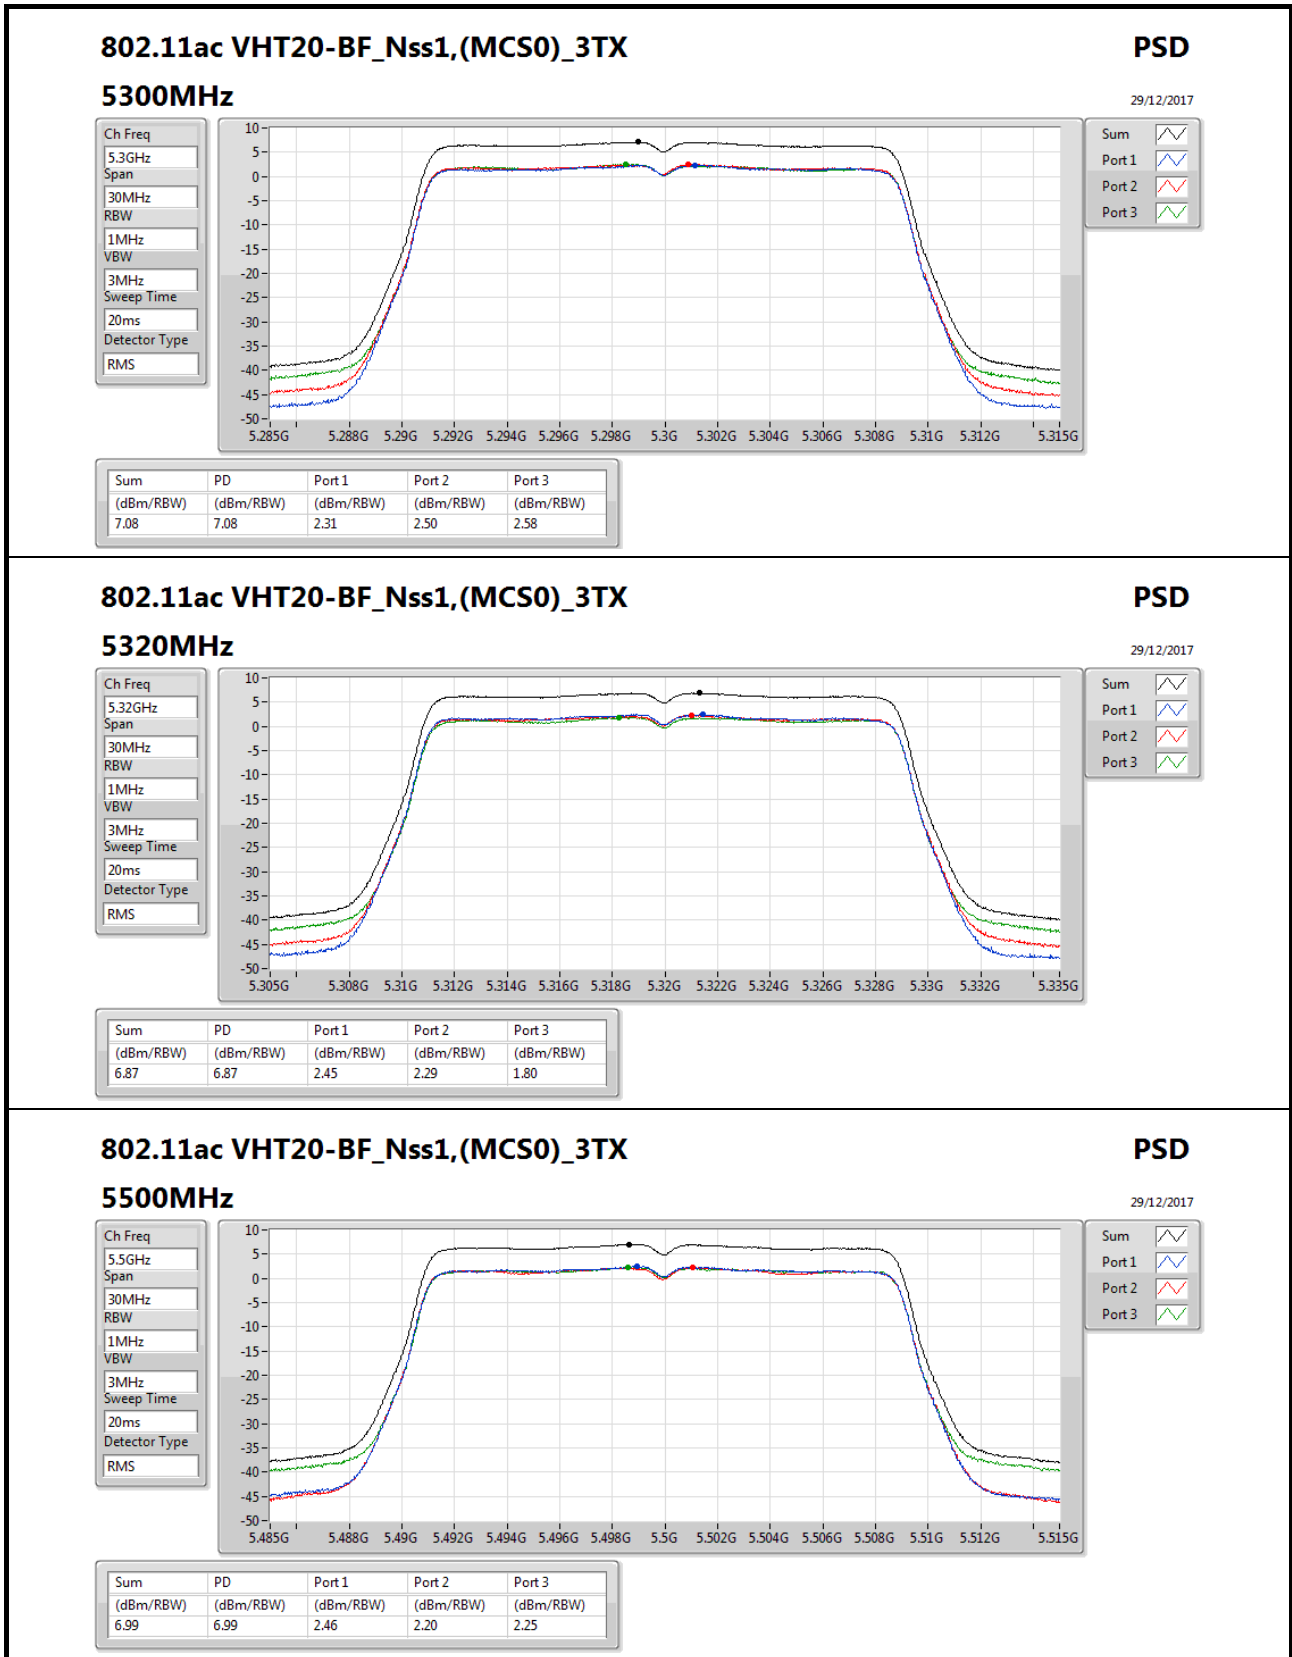 802.11ac VHT20-BF_Nss1,(MCS0)_3TX PSD
5300MHz 29/12/2017
Ch Freq
5.3GHz
Span
30MHz
RBW
1MHz
VBW
3MHz
Sweep Time
20ms
Detector Type
RMS
10
5
0
-5
-10
-15
-20
-25
-30
-35
-40
-45
-50
5.285G 5.288G 5.29G 5.292G 5.294G 5.296G 5.298G 5.3G 5.302G 5.304G 5.306G 5.308G 5.31G 5.312G 5.315G
Sum
Port 1
Port 2
Port 3
Sum PD Port 1 Port 2 Port 3
(dBm/RBW) (dBm/RBW) (dBm/RBW) (dBm/RBW) (dBm/RBW)
7.08 7.08 2.31 2.50 2.58
802.11ac VHT20-BF_Nss1,(MCS0)_3TX PSD
5320MHz 29/12/2017
Ch Freq
5.32GHz
Span
30MHz
RBW
1MHz
VBW
3MHz
Sweep Time
20ms
Detector Type
RMS
10
5
0
-5
-10
-15
-20
-25
-30
-35
-40
-45
-50
5.305G 5.308G 5.31G 5.312G 5.314G 5.316G 5.318G 5.32G 5.322G 5.324G 5.326G 5.328G 5.33G 5.332G 5.335G
Sum
Port 1
Port 2
Port 3
Sum PD Port 1 Port 2 Port 3
(dBm/RBW) (dBm/RBW) (dBm/RBW) (dBm/RBW) (dBm/RBW)
6.87 6.87 2.45 2.29 1.80
802.11ac VHT20-BF_Nss1,(MCS0)_3TX PSD
5500MHz 29/12/2017
Ch Freq
5.5GHz
Span
30MHz
RBW
1MHz
VBW
3MHz
Sweep Time
20ms
Detector Type
RMS
10
5
0
-5
-10
-15
-20
-25
-30
-35
-40
-45
-50
5.485G 5.488G 5.49G 5.492G 5.494G 5.496G 5.498G 5.5G 5.502G 5.504G 5.506G 5.508G 5.51G 5.512G 5.515G
Sum
Port 1
Port 2
Port 3
Sum PD Port 1 Port 2 Port 3
(dBm/RBW) (dBm/RBW) (dBm/RBW) (dBm/RBW) (dBm/RBW)
6.99 6.99 2.46 2.20 2.25